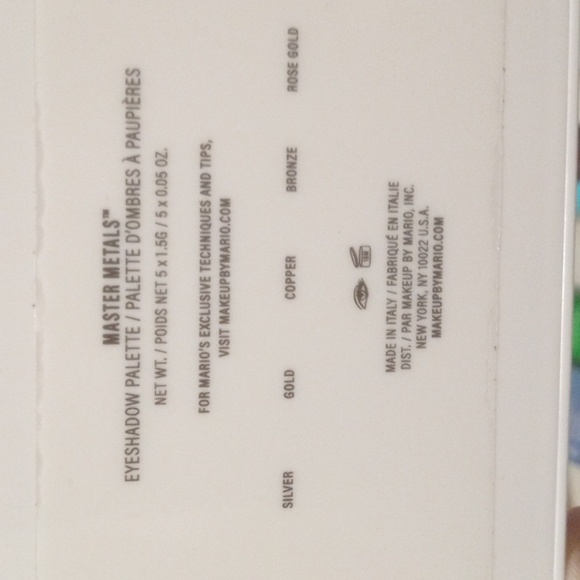 MASTER METALS™
EYESHADOW PALETTE / PALETTE D'OMBRES À PAUPIÈRES
NET WT. / POIDS NET 5 x 1.5G / 5 x 0.05 OZ.
FOR MARIO'S EXCLUSIVE TECHNIQUES AND TIPS,
VISIT MAKEUPBYMARIO.COM
SILVER GOLD COPPER BRONZE ROSE GOLD
MADE IN ITALY / FABRIQUÉ EN ITALIE
DIST. / PAR MAKEUP BY MARIO, INC.
NEW YORK, NY 10022 U.S.A.
MAKEUPBYMARIO.COM